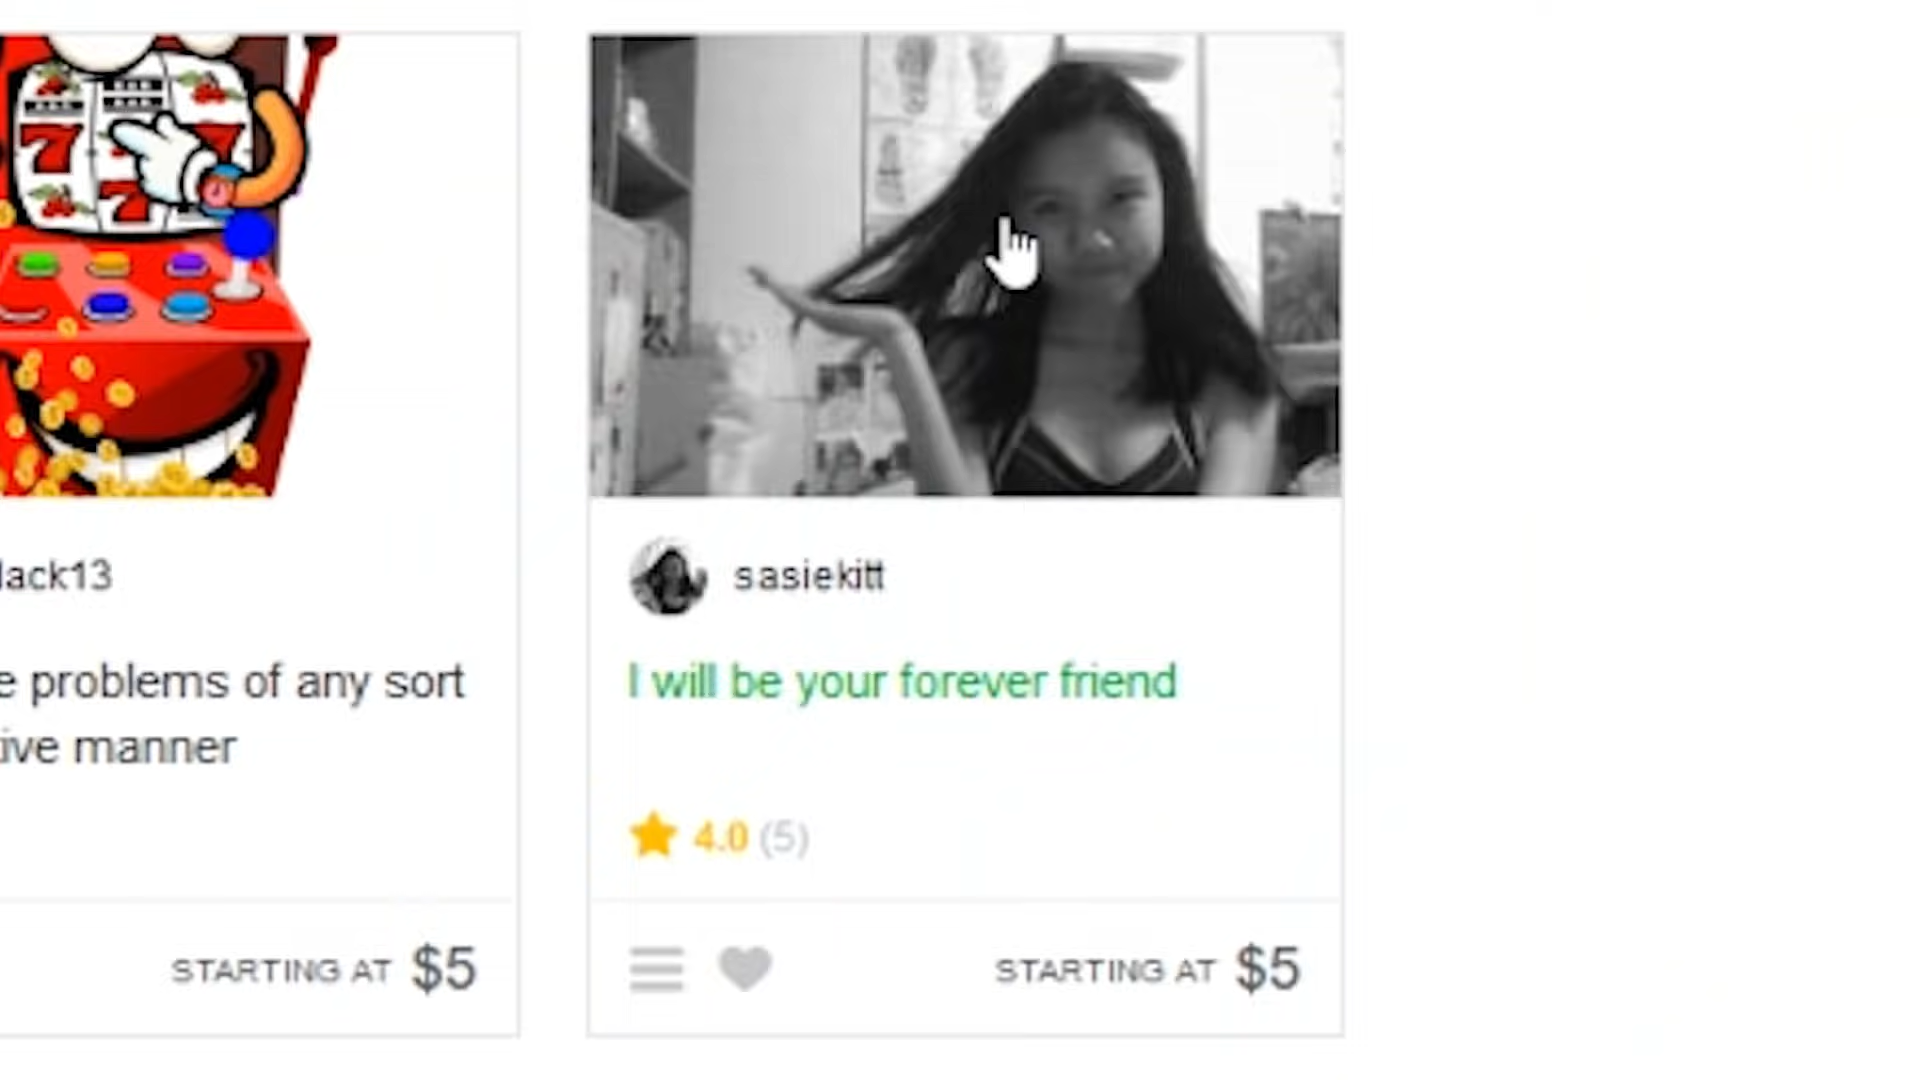 lack13
e problems of any sort
ive manner
STARTING AT $5
sasiekitt
I will be your forever friend
4.0 (5)
STARTING AT $5